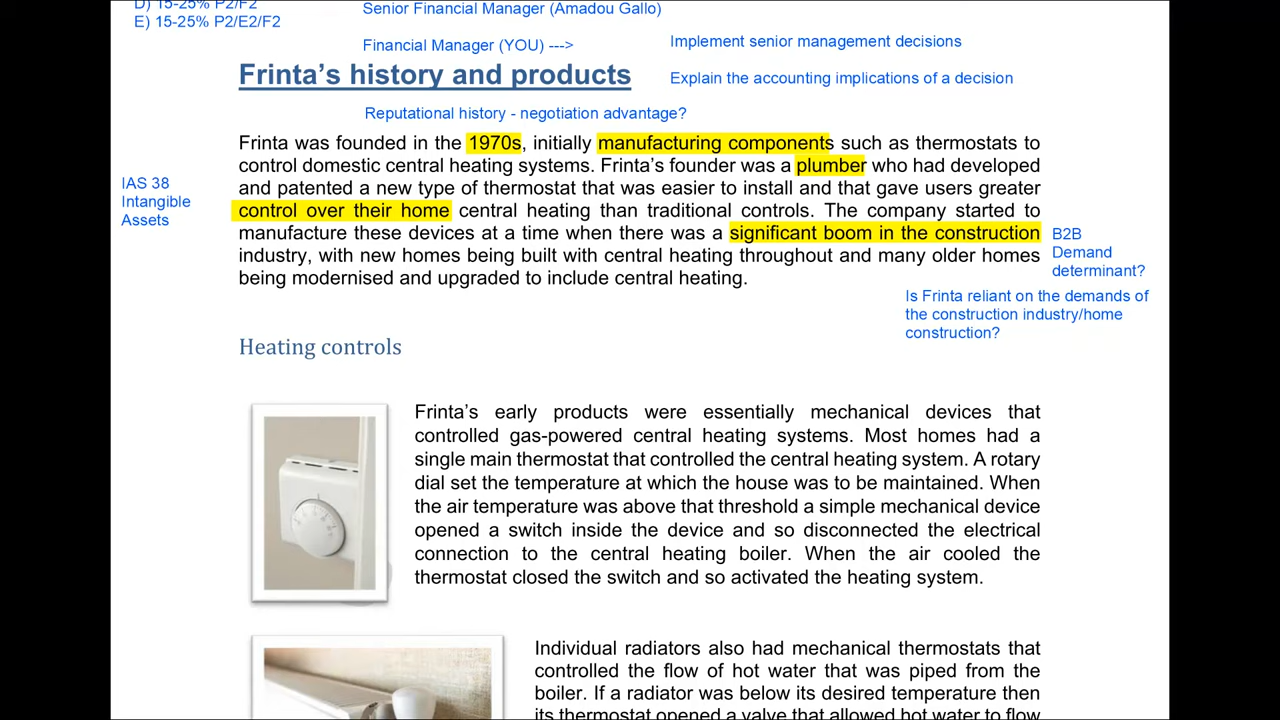 D) 15-25% P2/F2
E) 15-25% P2/E2/F2
Senior Financial Manager (Amadou Gallo)
Financial Manager (YOU) --->
Implement senior management decisions
Frinta’s history and products
Explain the accounting implications of a decision
Reputational history - negotiation advantage?
Frinta was founded in the 1970s, initially manufacturing components such as thermostats to
control domestic central heating systems. Frinta’s founder was a plumber who had developed
and patented a new type of thermostat that was easier to install and that gave users greater
control over their home central heating than traditional controls. The company started to
manufacture these devices at a time when there was a significant boom in the construction
industry, with new homes being built with central heating throughout and many older homes
being modernised and upgraded to include central heating.
IAS 38
Intangible
Assets
B2B
Demand
determinant?
Is Frinta reliant on the demands of
the construction industry/home
construction?
Heating controls
Frinta’s early products were essentially mechanical devices that
controlled gas-powered central heating systems. Most homes had a
single main thermostat that controlled the central heating system. A rotary
dial set the temperature at which the house was to be maintained. When
the air temperature was above that threshold a simple mechanical device
opened a switch inside the device and so disconnected the electrical
connection to the central heating boiler. When the air cooled the
thermostat closed the switch and so activated the heating system.
Individual radiators also had mechanical thermostats that
controlled the flow of hot water that was piped from the
boiler. If a radiator was below its desired temperature then
its thermostat opened a valve that allowed hot water to flow